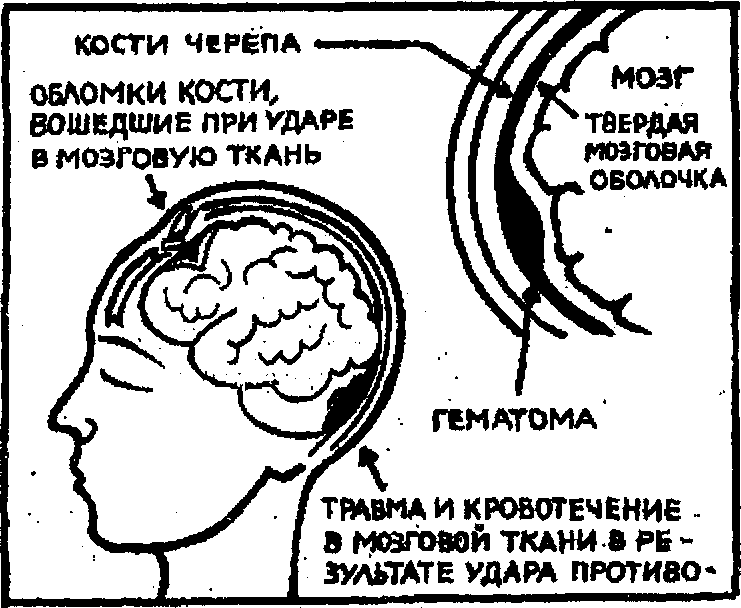 КОСТИ ЧЕРЕПА
ОБЛОМКИ КОСТИ,
ВОШЕДШИЕ ПРИ УДАРЕ
В МОЗГОВУЮ ТКАНЬ
МОЗГ
ТВЕРДАЯ
МОЗГОВАЯ
ОБОЛОЧКА
ГЕМАТОМА
ТРАВМА И КРОВОТЕЧЕНИЕ
В МОЗГОВОЙ ТКАНИ В РЕ-
ЗУЛЬТАТЕ УДАРА ПРОТИВО-